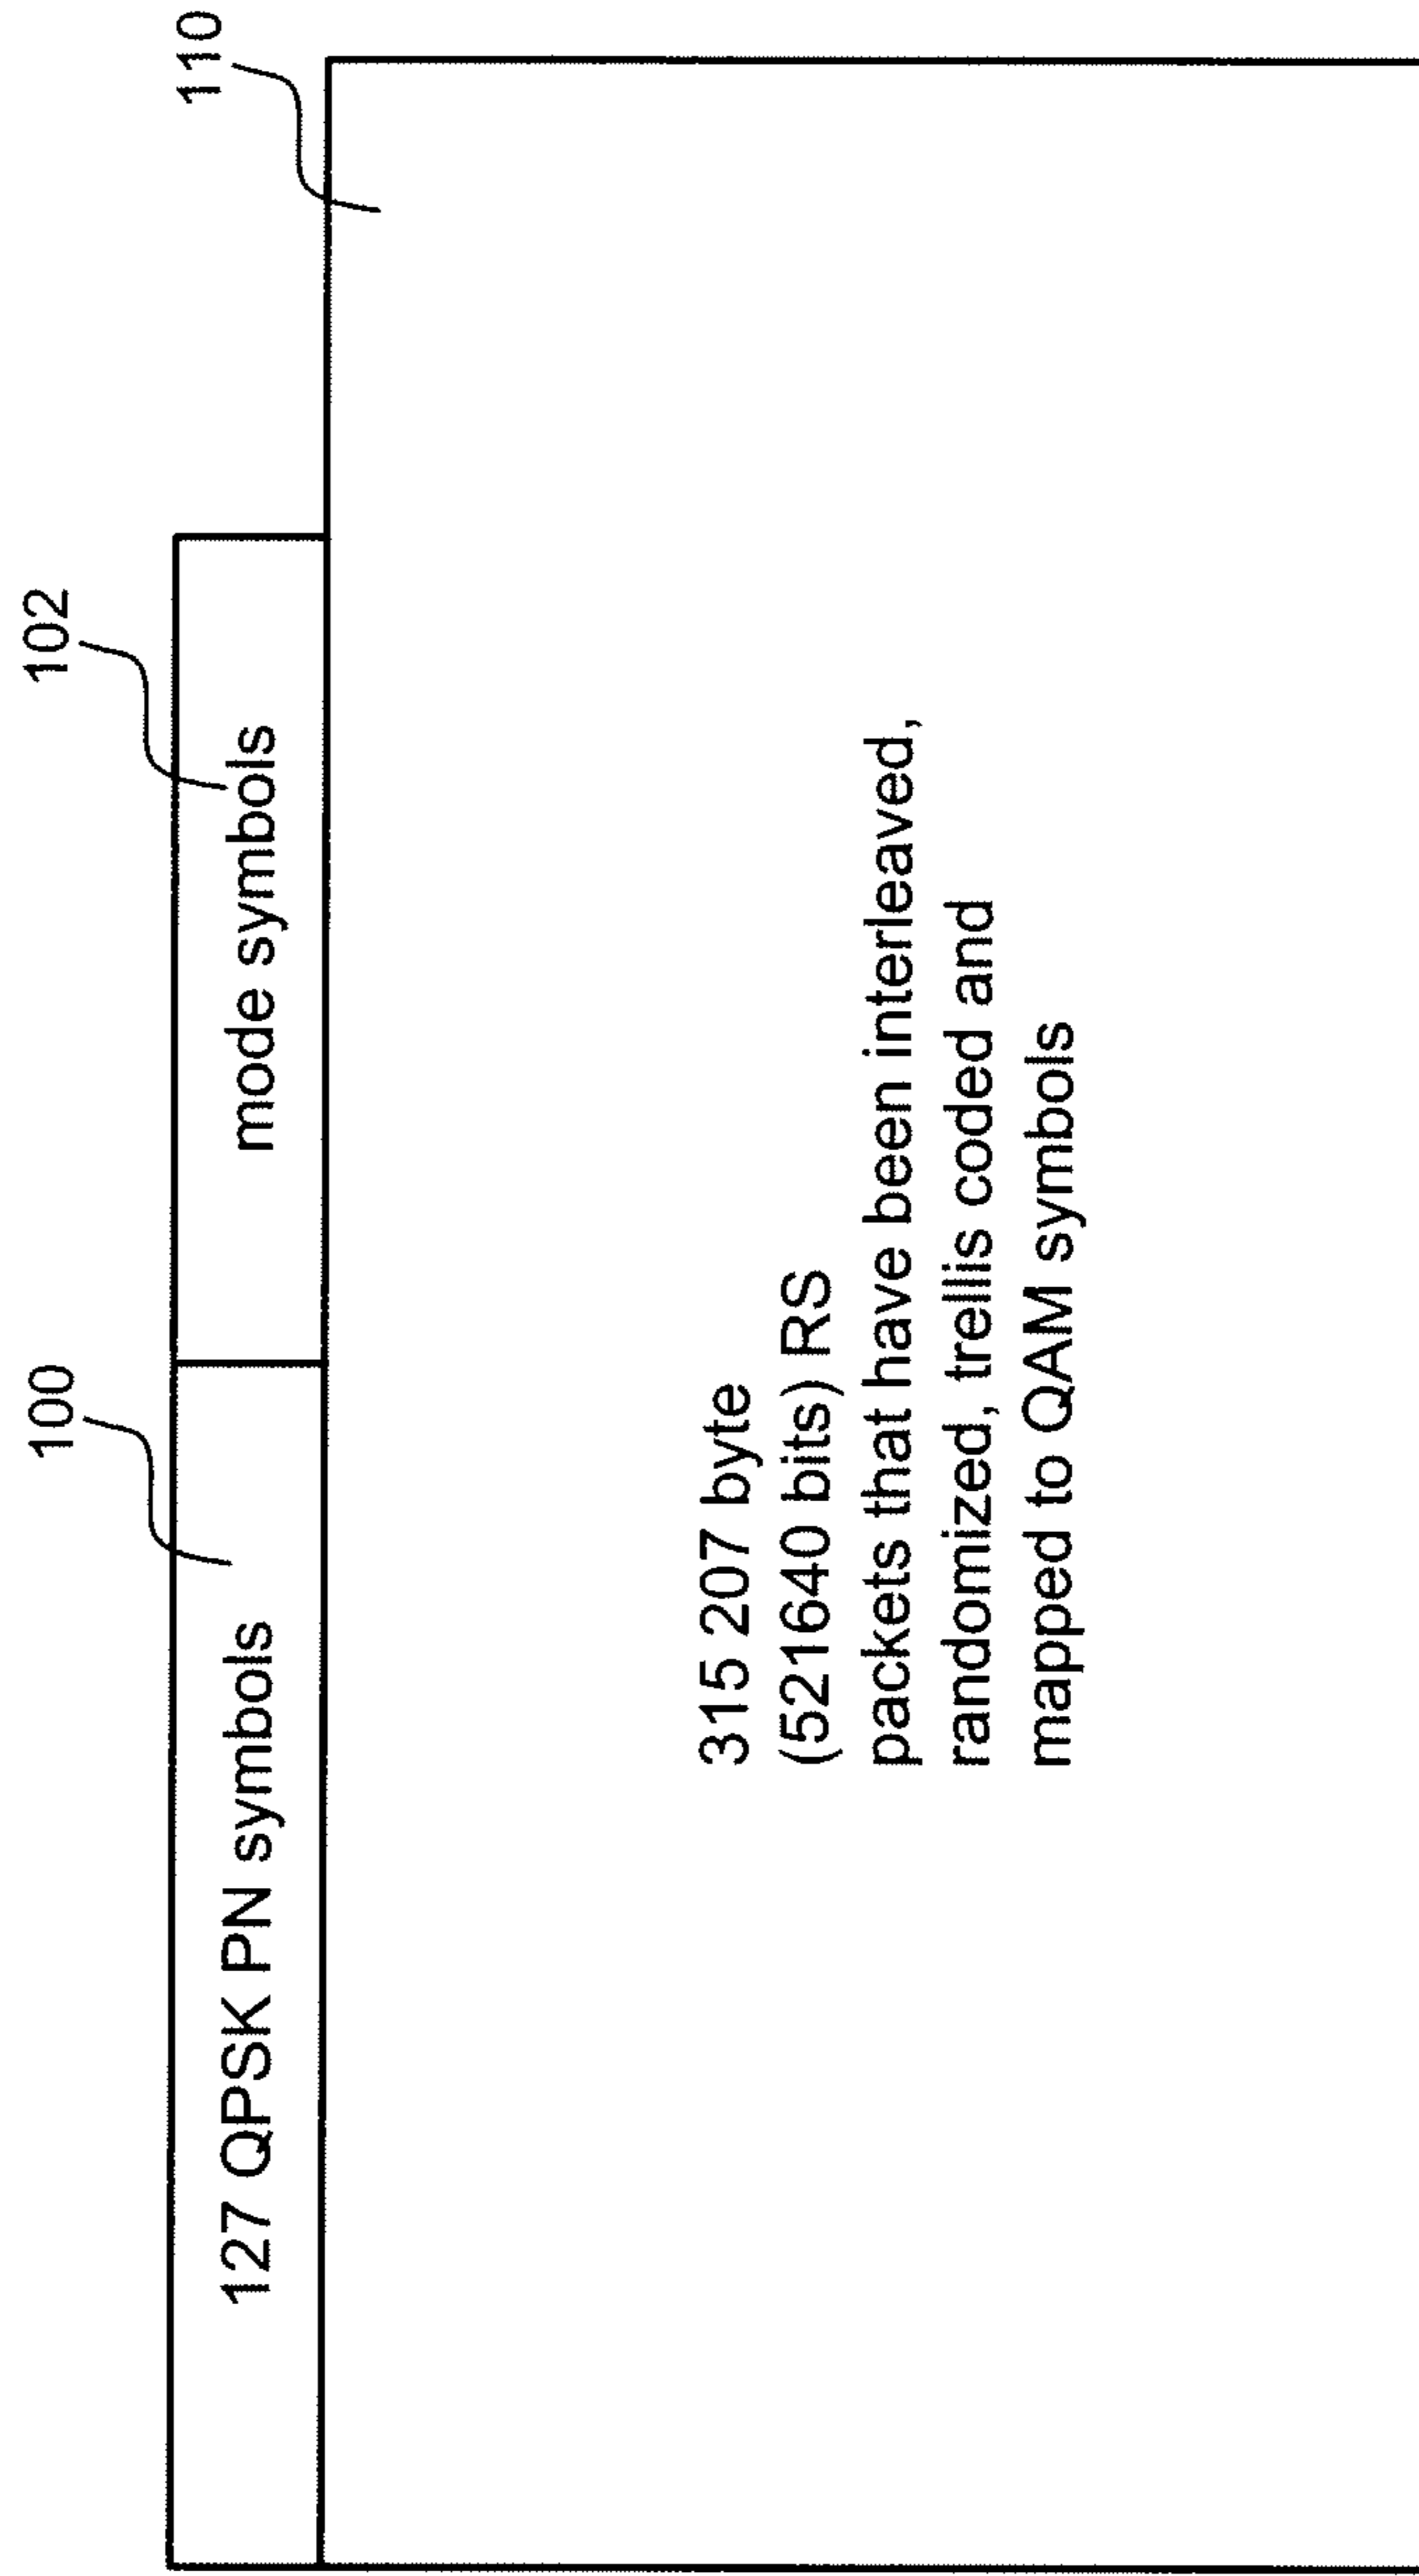 100
102
110
127 QPSK PN symbols
mode symbols
315 207 byte
(521640 bits) RS
packets that have been interleaved,
randomized, trellis coded and
mapped to QAM symbols